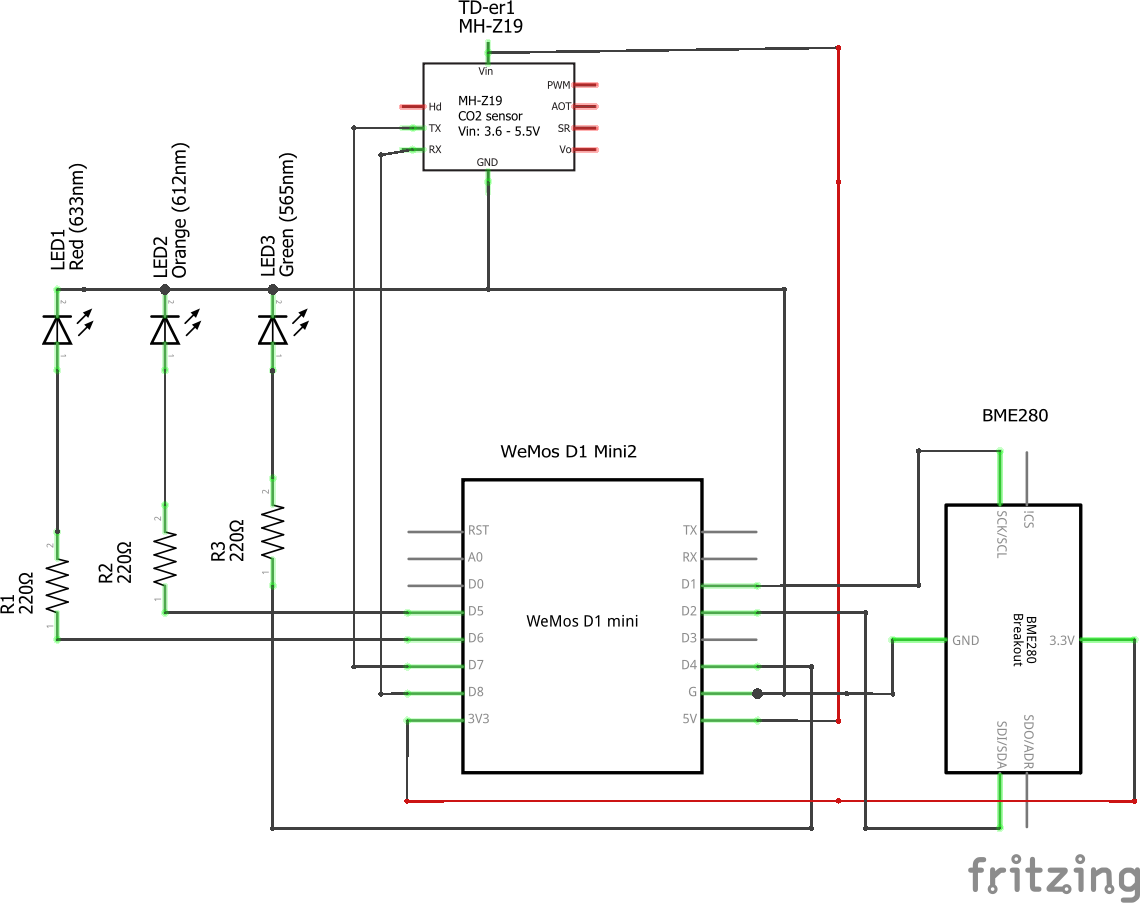 TD-er1
MH-Z19
Vin
PWM
MH-Z19
Hd
AOT
CO2 sensor
TX
Vin: 3.6 - 5.5V
SR
RX
Vo
GND
LED1
Red (633nm)
LED2
Orange (612nm)
LED3
Green (565nm)
2
2
2
1
1
1
BME280
WeMos D1 Mini2
2
R3
220Ω
1
2
R2
220Ω
1
2
R1
220Ω
1
RST
TX
A0
RX
D0
D1
D5
D2
WeMos D1 mini
D6
D3
D7
D4
D8
G
3V3
5V
SCK/SCL
!CS
GND
BME280
Breakout
3.3V
SDI/SDA
SDO/ADR
fritzing